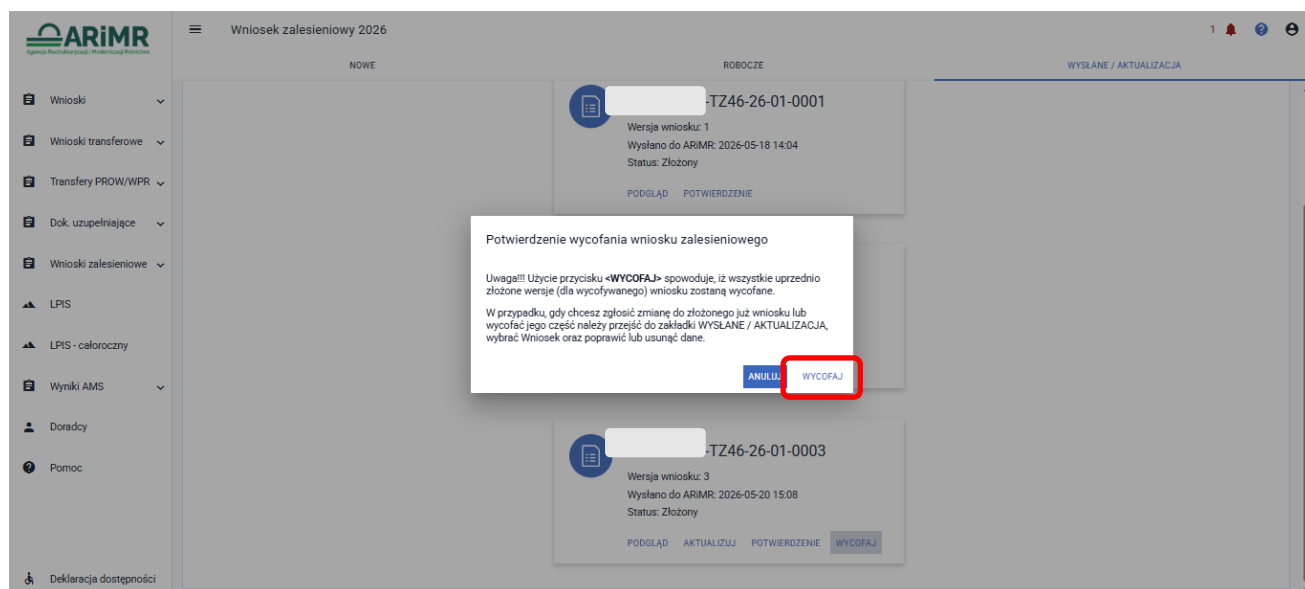 ARiMR
Agencja Restrukturyzacji i Modernizacji Rolnictwa
Wniosek zalesieniowy 2026
1
NOWE
ROBOCZE
WYSŁANE / AKTUALIZACJA
Wnioski
Wnioski transferowe
Transfery PROW/WPR
Dok. uzupełniające
Wnioski zalesieniowe
LPIS
LPIS - całoroczny
Wyniki AMS
Doradcy
Pomoc
Deklaracja dostępności
-TZ46-26-01-0001
Wersja wniosku: 1
Wysłano do ARiMR: 2026-05-18 14:04
Status: Złożony
PODGLĄD POTWIERDZENIE
Potwierdzenie wycofania wniosku zalesieniowego
Uwaga!!! Użycie przycisku <WYCOFAJ> spowoduje, iż wszystkie uprzednio
złożone wersje (dla wycofywanego) wniosku zostaną wycofane.
W przypadku, gdy chcesz zgłosić zmianę do złożonego już wniosku lub
wycofać jego część należy przejść do zakładki WYSŁANE / AKTUALIZACJA,
wybrać Wniosek oraz poprawić lub usunąć dane.
ANULUJ WYCOFAJ
-TZ46-26-01-0003
Wersja wniosku: 3
Wysłano do ARiMR: 2026-05-20 15:08
Status: Złożony
PODGLĄD AKTUALIZUJ POTWIERDZENIE WYCOFAJ